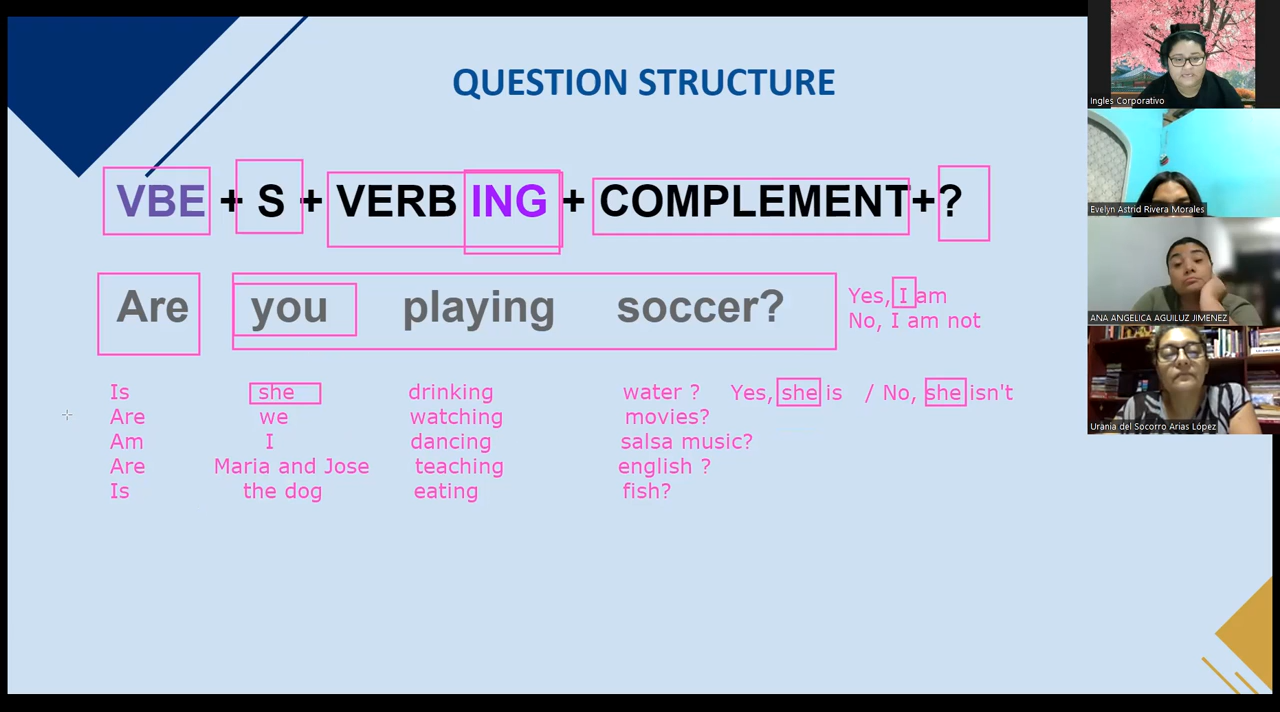 QUESTION STRUCTURE
VBE + S + VERB ING + COMPLEMENT+?
Are you playing soccer?
Yes, I am
No, I am not
Is she drinking water ? Yes, she is / No, she isn't
Are we watching movies?
Am I dancing salsa music?
Are Maria and Jose teaching english ?
Is the dog eating fish?
Ingles Corporativo
Evelyn Astrid Rivera Morales
ANA ANGELICA AGUILUZ JIMENEZ
Urania del Socorro Arias López